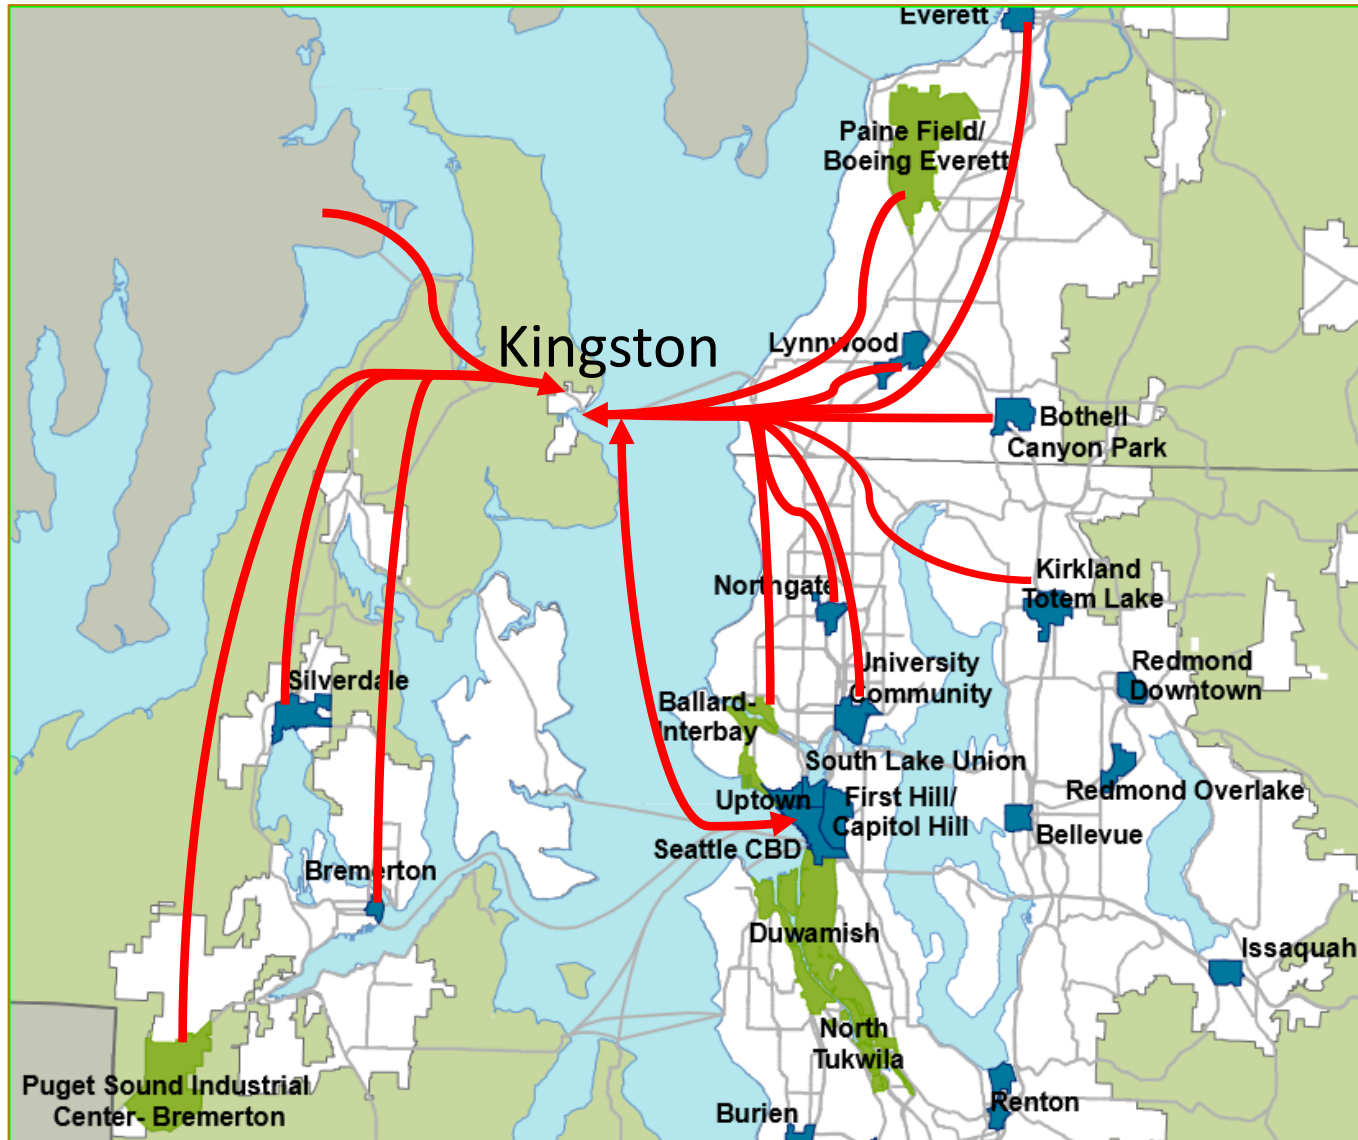 Everett
Paine Field/
Boeing Everett
Kingston
Lynnwood
Bothell
Canyon Park
Kirkland
Totem Lake
Northgate
University
Community
Redmond
Downtown
Silverdale
Ballard-
Interbay
South Lake Union
Uptown
First Hill/
Capitol Hill
Redmond Overlake
Bellevue
Seattle CBD
Bremerton
Duwamish
Issaquah
North
Tukwila
Puget Sound Industrial
Center- Bremerton
Burien
Renton